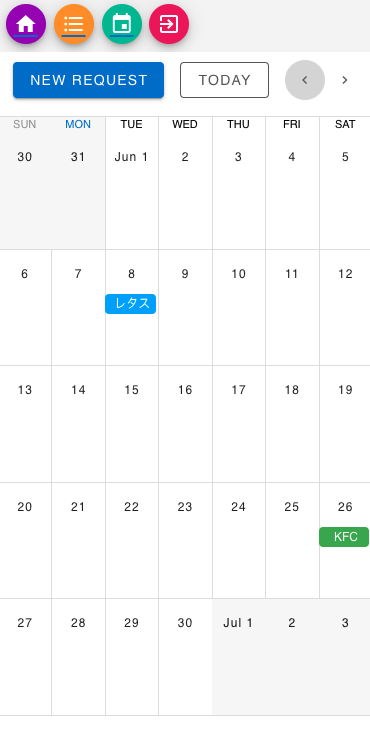 NEW REQUEST TODAY
SUN MON TUE WED THU FRI SAT
30 31 Jun 1 2 3 4 5
6 7 8 9 10 11 12
レタス
13 14 15 16 17 18 19
20 21 22 23 24 25 26
KFC
27 28 29 30 Jul 1 2 3